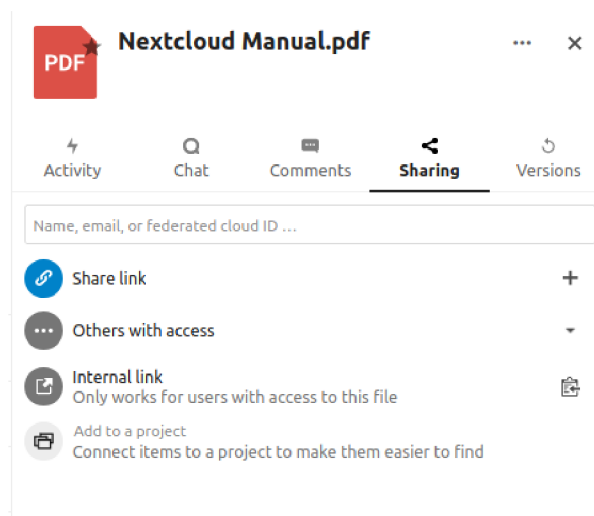 PDF
Nextcloud Manual.pdf
Activity
Chat
Comments
Sharing
Versions
Name, email, or federated cloud ID ...
Share link
Others with access
Internal link
Only works for users with access to this file
Add to a project
Connect items to a project to make them easier to find